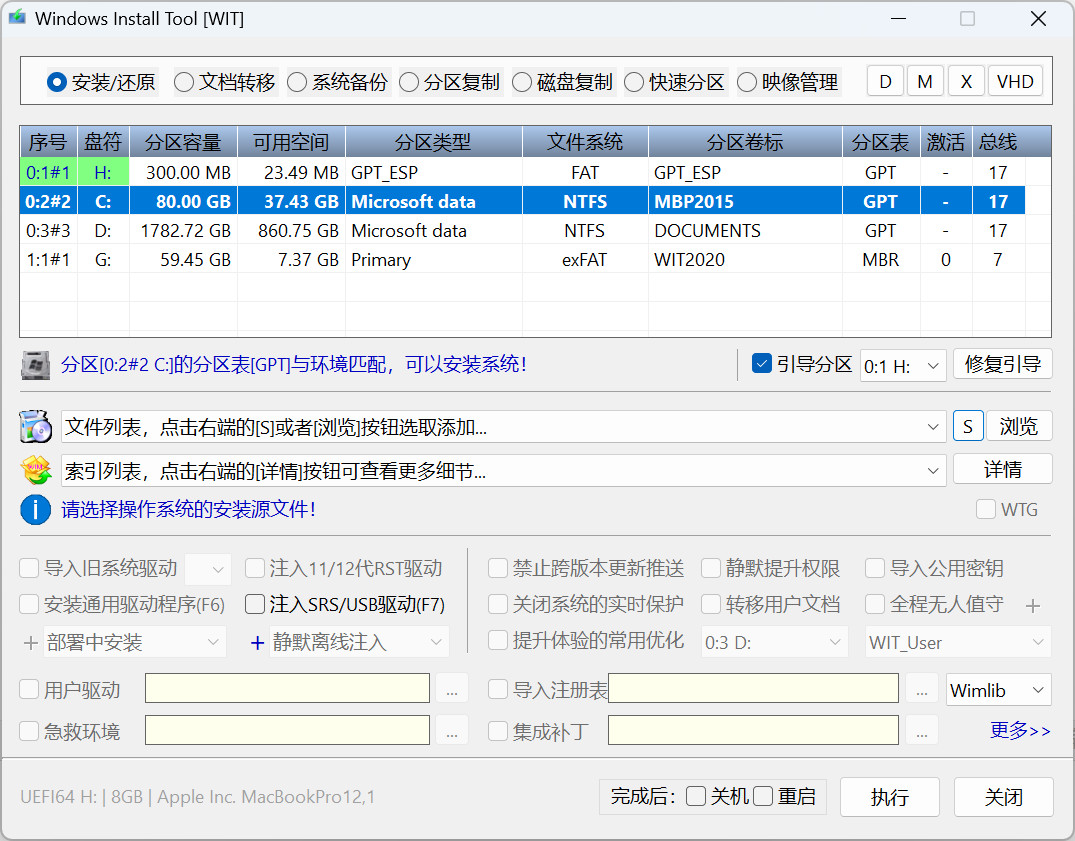 Windows Install Tool [WIT]
安装/还原 文档转移 系统备份 分区复制 磁盘复制 快速分区 映像管理 D M X VHD
序号 盘符 分区容量 可用空间 分区类型 文件系统 分区卷标 分区表 激活 总线
0:1#1 H: 300.00 MB 23.49 MB GPT_ESP FAT GPT_ESP GPT - 17
0:2#2 C: 80.00 GB 37.43 GB Microsoft data NTFS MBP2015 GPT - 17
0:3#3 D: 1782.72 GB 860.75 GB Microsoft data NTFS DOCUMENTS GPT - 17
1:1#1 G: 59.45 GB 7.37 GB Primary exFAT WIT2020 MBR 0 7
分区[0:2#2 C:]的分区表[GPT]与环境匹配，可以安装系统! 引导分区 0:1 H: 修复引导
文件列表，点击右端的[S]或者[浏览]按钮选取添加... S 浏览
索引列表，点击右端的[详情]按钮可查看更多细节... 详情
请选择操作系统的安装源文件! WTG
导入旧系统驱动 注入11/12代RST驱动 禁止跨版本更新推送 静默提升权限 导入公用密钥
安装通用驱动程序(F6) 注入SRS/USB驱动(F7) 关闭系统的实时保护 转移用户文档 全程无人值守 +
+ 部署中安装 + 静默离线注入 提升体验的常用优化 0:3 D: WIT_User
用户驱动 ... 导入注册表 ... Wimlib
急救环境 ... 集成补丁 ... 更多>>
UEFI64 H: | 8GB | Apple Inc. MacBookPro12,1 完成后: 关机 重启 执行 关闭